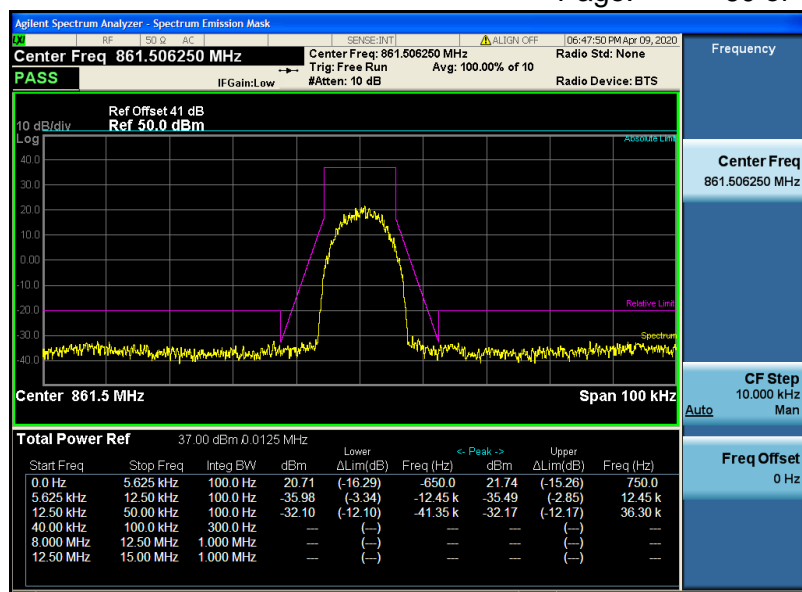 Agilent Spectrum Analyzer - Spectrum Emission Mask
LXI RF 50 Ω AC SENSE:INT ALIGN OFF 06:47:50 PM Apr 09, 2020
Center Freq 861.506250 MHz Center Freq: 861.506250 MHz Radio Std: None
Trig: Free Run Avg: 100.00% of 10
PASS IFGain:Low #Atten: 10 dB Radio Device: BTS
Ref Offset 41 dB
10 dB/div Ref 50.0 dBm
Log
Absolute Limit
40.0
30.0
20.0
10.0
0.00
-10.0
-20.0
Relative Limit
-30.0
Spectrum
-40.0
Center 861.5 MHz Span 100 kHz
Total Power Ref 37.00 dBm / 0.0125 MHz
Lower <- Peak -> Upper
Start Freq Stop Freq Integ BW dBm ΔLim(dB) Freq (Hz) dBm ΔLim(dB) Freq (Hz)
0.0 Hz 5.625 kHz 100.0 Hz 20.71 (-16.29) -650.0 21.74 (-15.26) 750.0
5.625 kHz 12.50 kHz 100.0 Hz -35.98 (-3.34) -12.45 k -35.49 (-2.85) 12.45 k
12.50 kHz 50.00 kHz 100.0 Hz -32.10 (-12.10) -41.35 k -32.17 (-12.17) 36.30 k
40.00 kHz 100.0 kHz 300.0 Hz --- (---) --- --- (---) ---
8.000 MHz 12.50 MHz 1.000 MHz --- (---) --- --- (---) ---
12.50 MHz 15.00 MHz 1.000 MHz --- (---) --- --- (---) ---
Frequency
Center Freq
861.506250 MHz
CF Step
10.000 kHz
Auto Man
Freq Offset
0 Hz